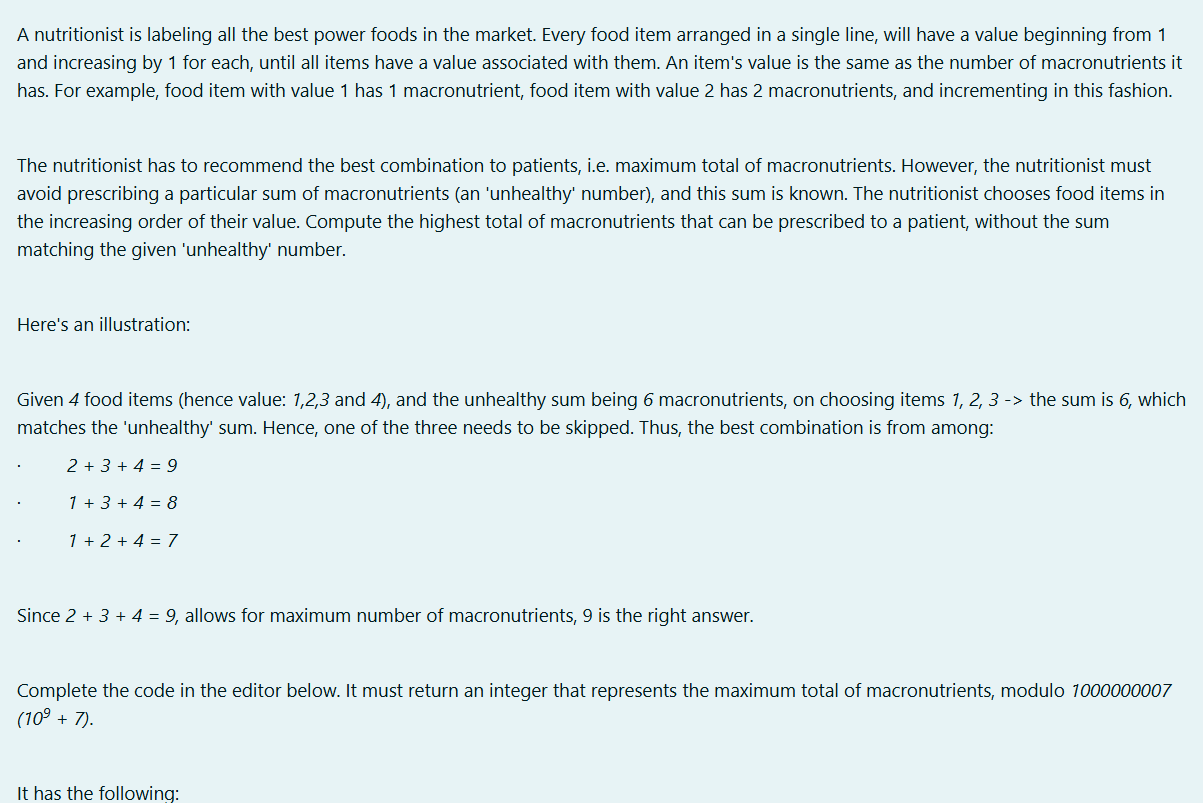 A nutritionist is labeling all the best power foods in the market. Every food item arranged in a single line, will have a value beginning from 1
and increasing by 1 for each, until all items have a value associated with them. An item's value is the same as the number of macronutrients it
has. For example, food item with value 1 has 1 macronutrient, food item with value 2 has 2 macronutrients, and incrementing in this fashion.
The nutritionist has to recommend the best combination to patients, i.e. maximum total of macronutrients. However, the nutritionist must
avoid prescribing a particular sum of macronutrients (an 'unhealthy' number), and this sum is known. The nutritionist chooses food items in
the increasing order of their value. Compute the highest total of macronutrients that can be prescribed to a patient, without the sum
matching the given 'unhealthy' number.
Here's an illustration:
Given 4 food items (hence value: 1,2,3 and 4), and the unhealthy sum being 6 macronutrients, on choosing items 1, 2, 3 -> the sum is 6, which
matches the 'unhealthy' sum. Hence, one of the three needs to be skipped. Thus, the best combination is from among:
· 2 + 3 + 4 = 9
· 1 + 3 + 4 = 8
· 1 + 2 + 4 = 7
Since 2 + 3 + 4 = 9, allows for maximum number of macronutrients, 9 is the right answer.
Complete the code in the editor below. It must return an integer that represents the maximum total of macronutrients, modulo 1000000007
(10⁹ + 7).
It has the following: